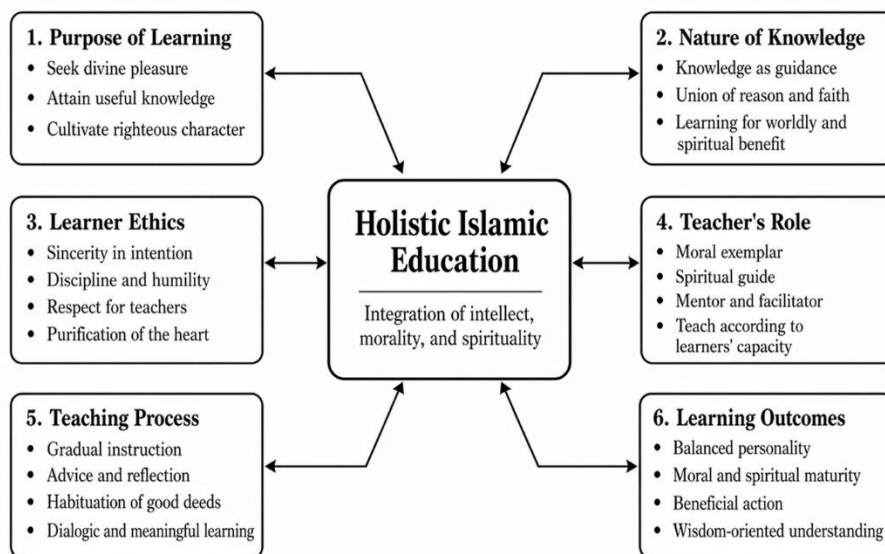 1. Purpose of Learning
• Seek divine pleasure
• Attain useful knowledge
• Cultivate righteous character
2. Nature of Knowledge
• Knowledge as guidance
• Union of reason and faith
• Learning for worldly and
spiritual benefit
3. Learner Ethics
• Sincerity in intention
• Discipline and humility
• Respect for teachers
• Purification of the heart
Holistic Islamic
Education
Integration of intellect,
morality, and spirituality
4. Teacher's Role
• Moral exemplar
• Spiritual guide
• Mentor and facilitator
• Teach according to
learners' capacity
5. Teaching Process
• Gradual instruction
• Advice and reflection
• Habituation of good deeds
• Dialogic and meaningful learning
6. Learning Outcomes
• Balanced personality
• Moral and spiritual maturity
• Beneficial action
• Wisdom-oriented understanding